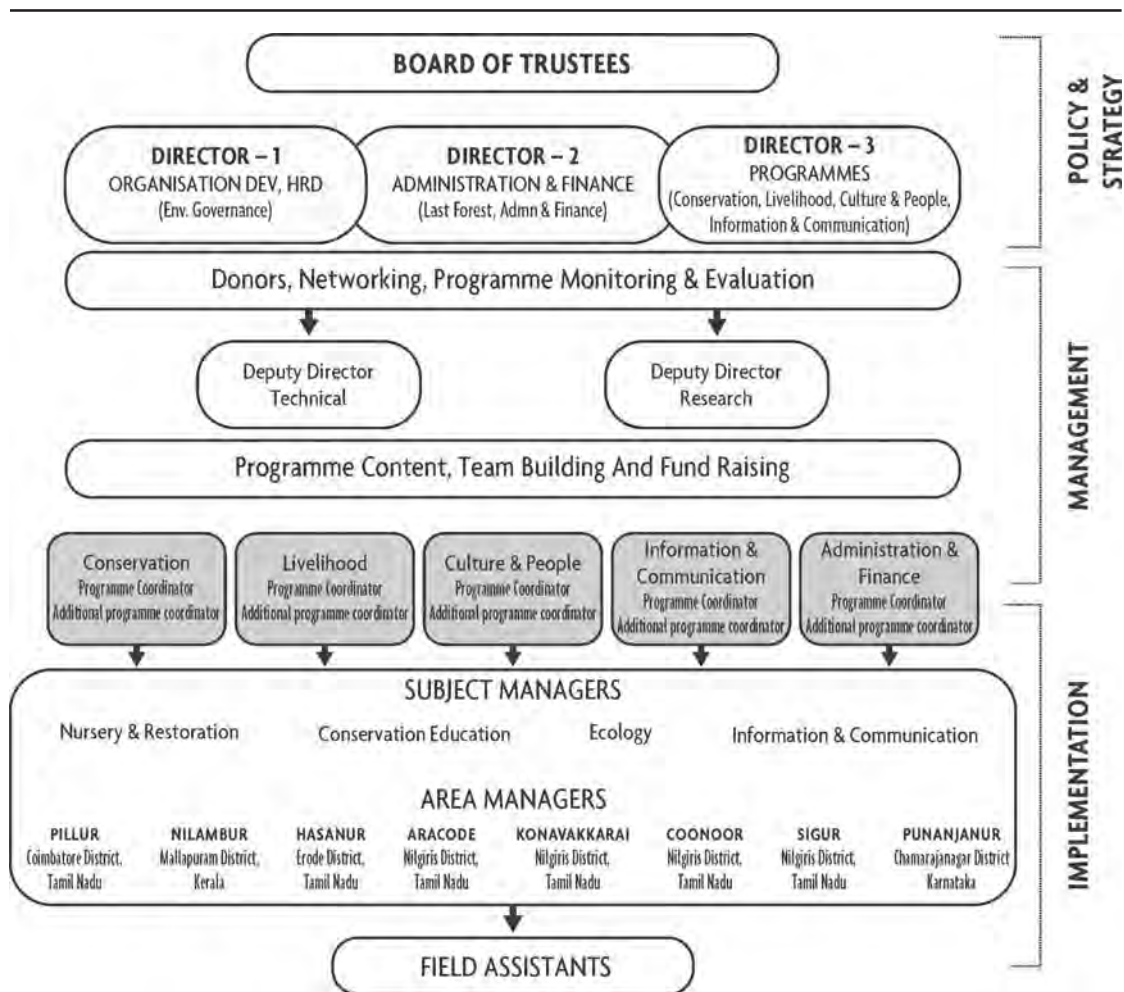 BOARD OF TRUSTEES
DIRECTOR – 1
ORGANISATION DEV, HRD
(Env. Governance)
DIRECTOR – 2
ADMINISTRATION & FINANCE
(Last Forest, Admn & Finance)
DIRECTOR – 3
PROGRAMMES
(Conservation, Livelihood, Culture & People,
Information & Communication)
POLICY &
STRATEGY
Donors, Networking, Programme Monitoring & Evaluation
Deputy Director
Technical
Deputy Director
Research
Programme Content, Team Building And Fund Raising
MANAGEMENT
Conservation
Programme Coordinator
Additional programme coordinator
Livelihood
Programme Coordinator
Additional programme coordinator
Culture & People
Programme Coordinator
Additional programme coordinator
Information &
Communication
Programme Coordinator
Additional programme coordinator
Administration &
Finance
Programme Coordinator
Additional programme coordinator
SUBJECT MANAGERS
Nursery & Restoration
Conservation Education
Ecology
Information & Communication
AREA MANAGERS
PILLUR
Coimbatore District,
Tamil Nadu
NILAMBUR
Mallapuram District,
Kerala
HASANUR
Erode District,
Tamil Nadu
ARACODE
Nilgiris District,
Tamil Nadu
KONAVAKKARAI
Nilgiris District,
Tamil Nadu
COONOOR
Nilgiris District,
Tamil Nadu
SIGUR
Nilgiris District,
Tamil Nadu
PUNANJANUR
Chamarajanagar District
Karnataka
IMPLEMENTATION
FIELD ASSISTANTS